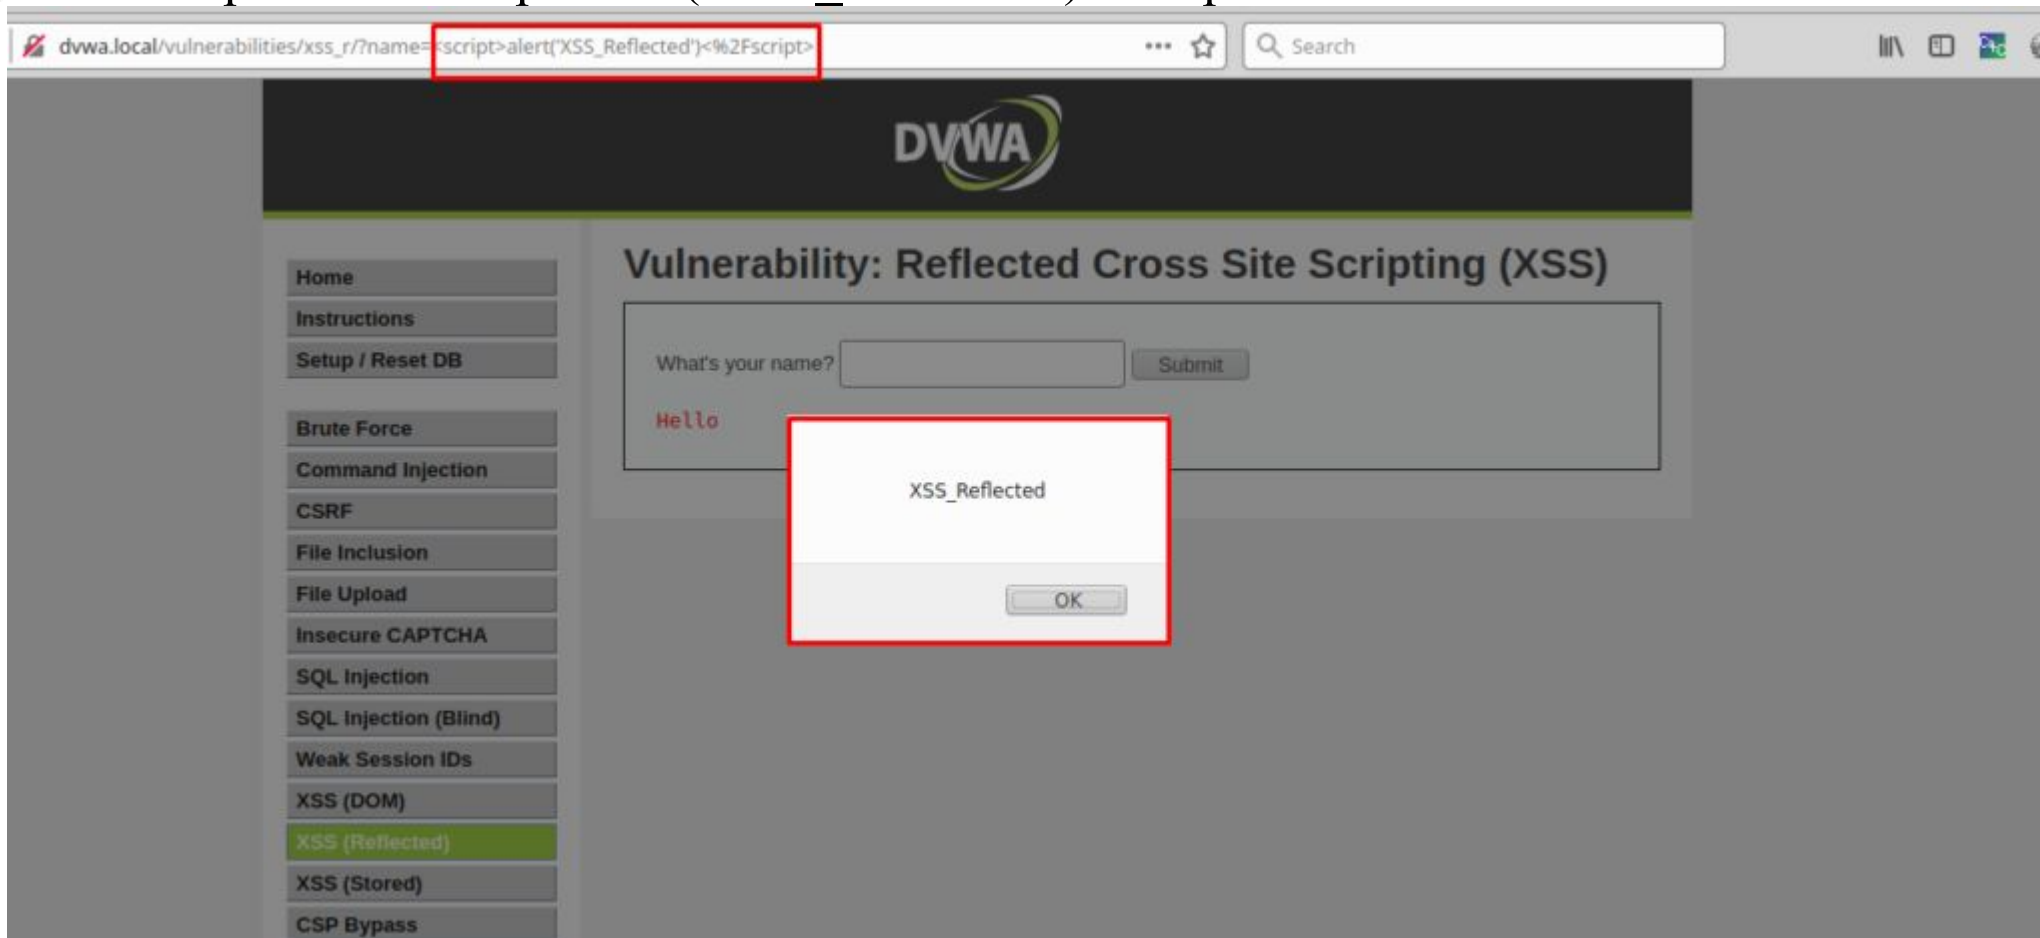 dvwa.local/vulnerabilities/xss_r/?name=<script>alert('XSS_Reflected')<%2Fscript>
Search
DVWA
Vulnerability: Reflected Cross Site Scripting (XSS)
Home
Instructions
Setup / Reset DB
What's your name?
Submit
Hello
Brute Force
Command Injection
CSRF
File Inclusion
File Upload
Insecure CAPTCHA
SQL Injection
SQL Injection (Blind)
Weak Session IDs
XSS (DOM)
XSS (Reflected)
XSS (Stored)
CSP Bypass
XSS_Reflected
OK